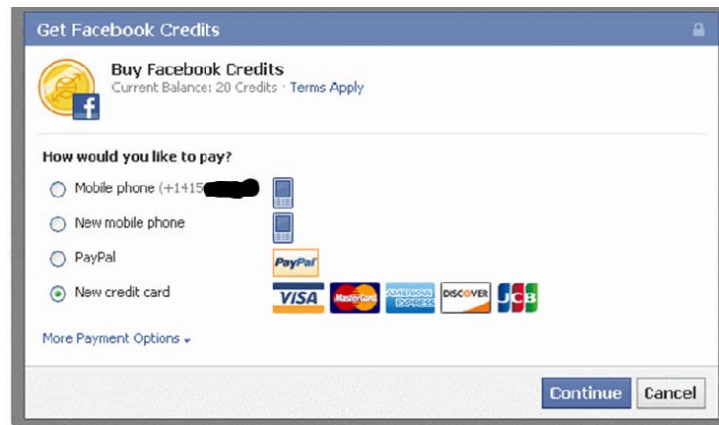 Get Facebook Credits
Buy Facebook Credits
Current Balance: 20 Credits · Terms Apply
How would you like to pay?
Mobile phone (+1415
New mobile phone
PayPal PayPal
New credit card VISA MasterCard AMERICAN EXPRESS DISCOVER JCB
More Payment Options
Continue Cancel